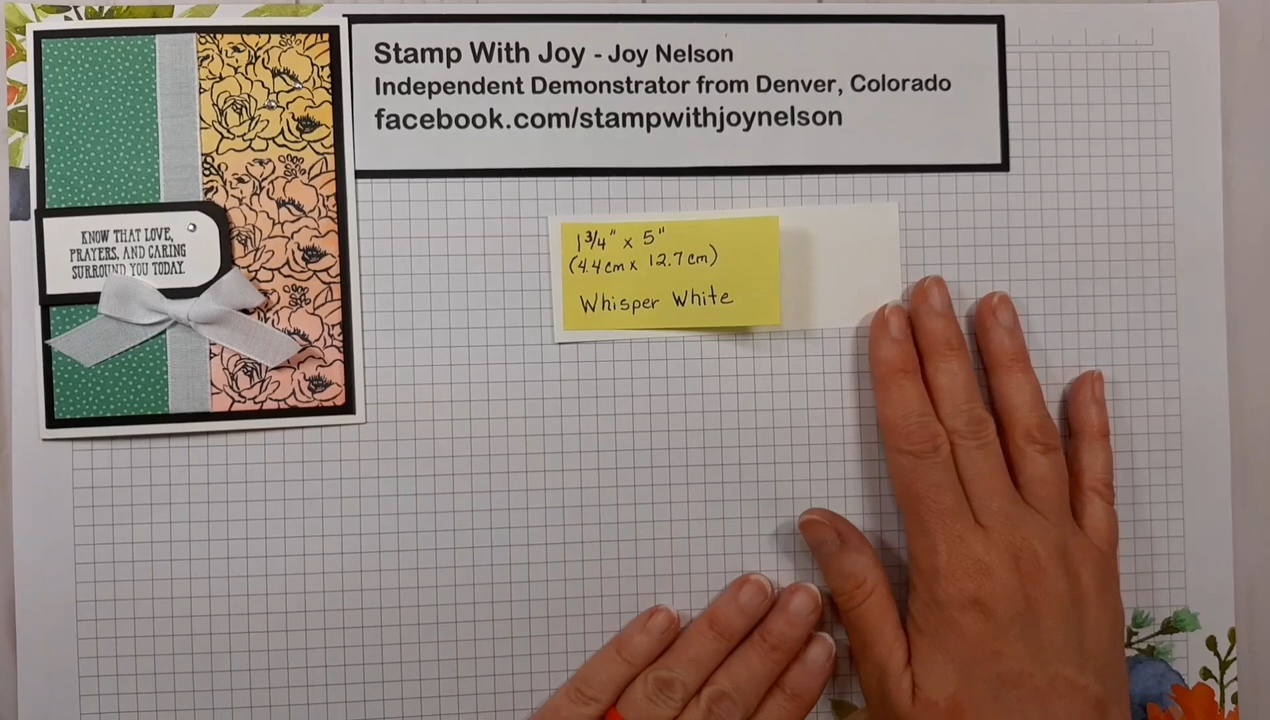 Stamp With Joy - Joy Nelson
Independent Demonstrator from Denver, Colorado
facebook.com/stampwithjoynelson
KNOW THAT LOVE,
PRAYERS, AND CARING
SURROUND YOU TODAY.
1 3/4" x 5"
(4.4cm x 12.7cm)
Whisper White